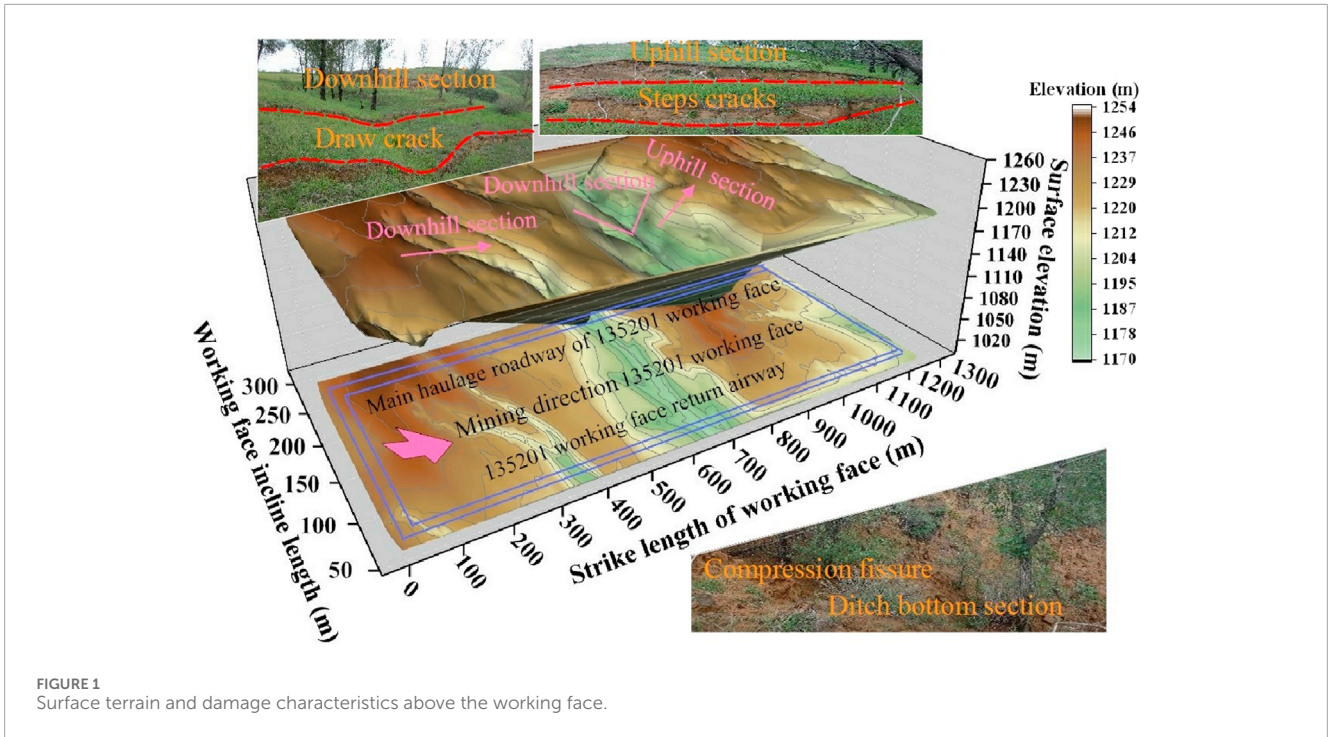 Downhill section
Draw crack
Uphill section
Steps cracks
Elevation (m)
1254
1246
1237
1229
1220
1212
1204
1195
1187
1178
1170
Downhill section
Downhill section
Uphill section
1260
1230
1200
1170
1140
1110
1080
1050
1020
Surface elevation (m)
Main haulage roadway of 135201 working face
Mining direction 135201 working face
135201 working face return airway
300
250
200
150
100
50
Working face incline length (m)
0
100
200
300
400
500
600
700
800
900
1000
1100
1200
1300
Strike length of working face (m)
Compression fissure
Ditch bottom section
FIGURE 1
Surface terrain and damage characteristics above the working face.